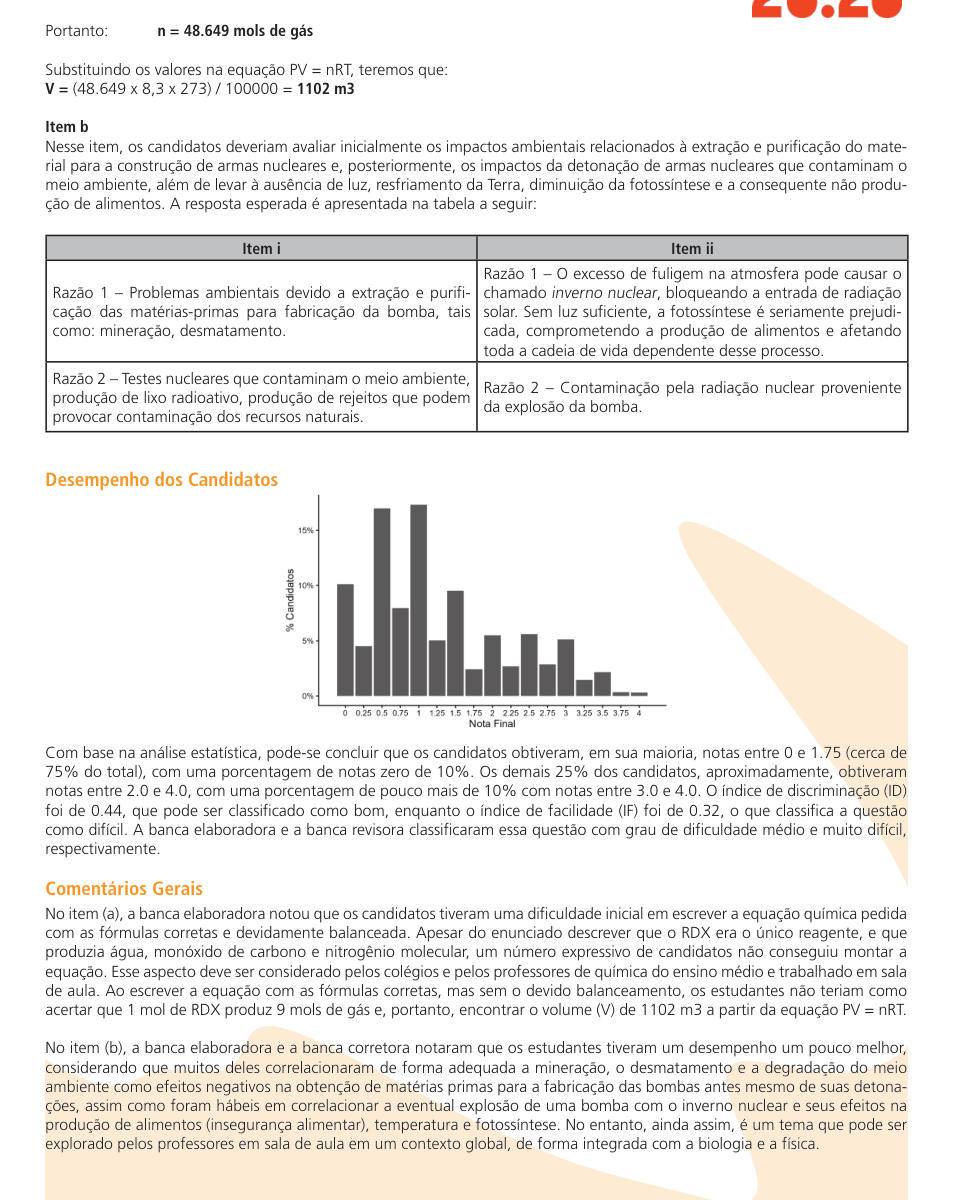 Portanto: n = 48.649 mols de gás
Substituindo os valores na equação PV = nRT, teremos que:
V = (48.649 x 8,3 x 273) / 100000 = 1102 m3
Item b
Nesse item, os candidatos deveriam avaliar inicialmente os impactos ambientais relacionados à extração e purificação do mate-
rial para a construção de armas nucleares e, posteriormente, os impactos da detonação de armas nucleares que contaminam o
meio ambiente, além de levar à ausência de luz, resfriamento da Terra, diminuição da fotossíntese e a consequente não produ-
ção de alimentos. A resposta esperada é apresentada na tabela a seguir:
Item i
Item ii
Razão 1 – Problemas ambientais devido a extração e purifi-
cação das matérias-primas para fabricação da bomba, tais
como: mineração, desmatamento.
Razão 1 – O excesso de fuligem na atmosfera pode causar o
chamado inverno nuclear, bloqueando a entrada de radiação
solar. Sem luz suficiente, a fotossíntese é seriamente prejudi-
cada, comprometendo a produção de alimentos e afetando
toda a cadeia de vida dependente desse processo.
Razão 2 – Testes nucleares que contaminam o meio ambiente,
produção de lixo radioativo, produção de rejeitos que podem
provocar contaminação dos recursos naturais.
Razão 2 – Contaminação pela radiação nuclear proveniente
da explosão da bomba.
Desempenho dos Candidatos
% Candidatos
15%
10%
5%
0%
0 0.25 0.5 0.75 1 1.25 1.5 1.75 2 2.25 2.5 2.75 3 3.25 3.5 3.75 4
Nota Final
Com base na análise estatística, pode-se concluir que os candidatos obtiveram, em sua maioria, notas entre 0 e 1.75 (cerca de
75% do total), com uma porcentagem de notas zero de 10%. Os demais 25% dos candidatos, aproximadamente, obtiveram
notas entre 2.0 e 4.0, com uma porcentagem de pouco mais de 10% com notas entre 3.0 e 4.0. O índice de discriminação (ID)
foi de 0.44, que pode ser classificado como bom, enquanto o índice de facilidade (IF) foi de 0.32, o que classifica a questão
como difícil. A banca elaboradora e a banca revisora classificaram essa questão com grau de dificuldade médio e muito difícil,
respectivamente.
Comentários Gerais
No item (a), a banca elaboradora notou que os candidatos tiveram uma dificuldade inicial em escrever a equação química pedida
com as fórmulas corretas e devidamente balanceada. Apesar do enunciado descrever que o RDX era o único reagente, e que
produzia água, monóxido de carbono e nitrogênio molecular, um número expressivo de candidatos não conseguiu montar a
equação. Esse aspecto deve ser considerado pelos colégios e pelos professores de química do ensino médio e trabalhado em sala
de aula. Ao escrever a equação com as fórmulas corretas, mas sem o devido balanceamento, os estudantes não teriam como
acertar que 1 mol de RDX produz 9 mols de gás e, portanto, encontrar o volume (V) de 1102 m3 a partir da equação PV = nRT.
No item (b), a banca elaboradora e a banca corretora notaram que os estudantes tiveram um desempenho um pouco melhor,
considerando que muitos deles correlacionaram de forma adequada a mineração, o desmatamento e a degradação do meio
ambiente como efeitos negativos na obtenção de matérias primas para a fabricação das bombas antes mesmo de suas detona-
ções, assim como foram hábeis em correlacionar a eventual explosão de uma bomba com o inverno nuclear e seus efeitos na
produção de alimentos (insegurança alimentar), temperatura e fotossíntese. No entanto, ainda assim, é um tema que pode ser
explorado pelos professores em sala de aula em um contexto global, de forma integrada com a biologia e a física.